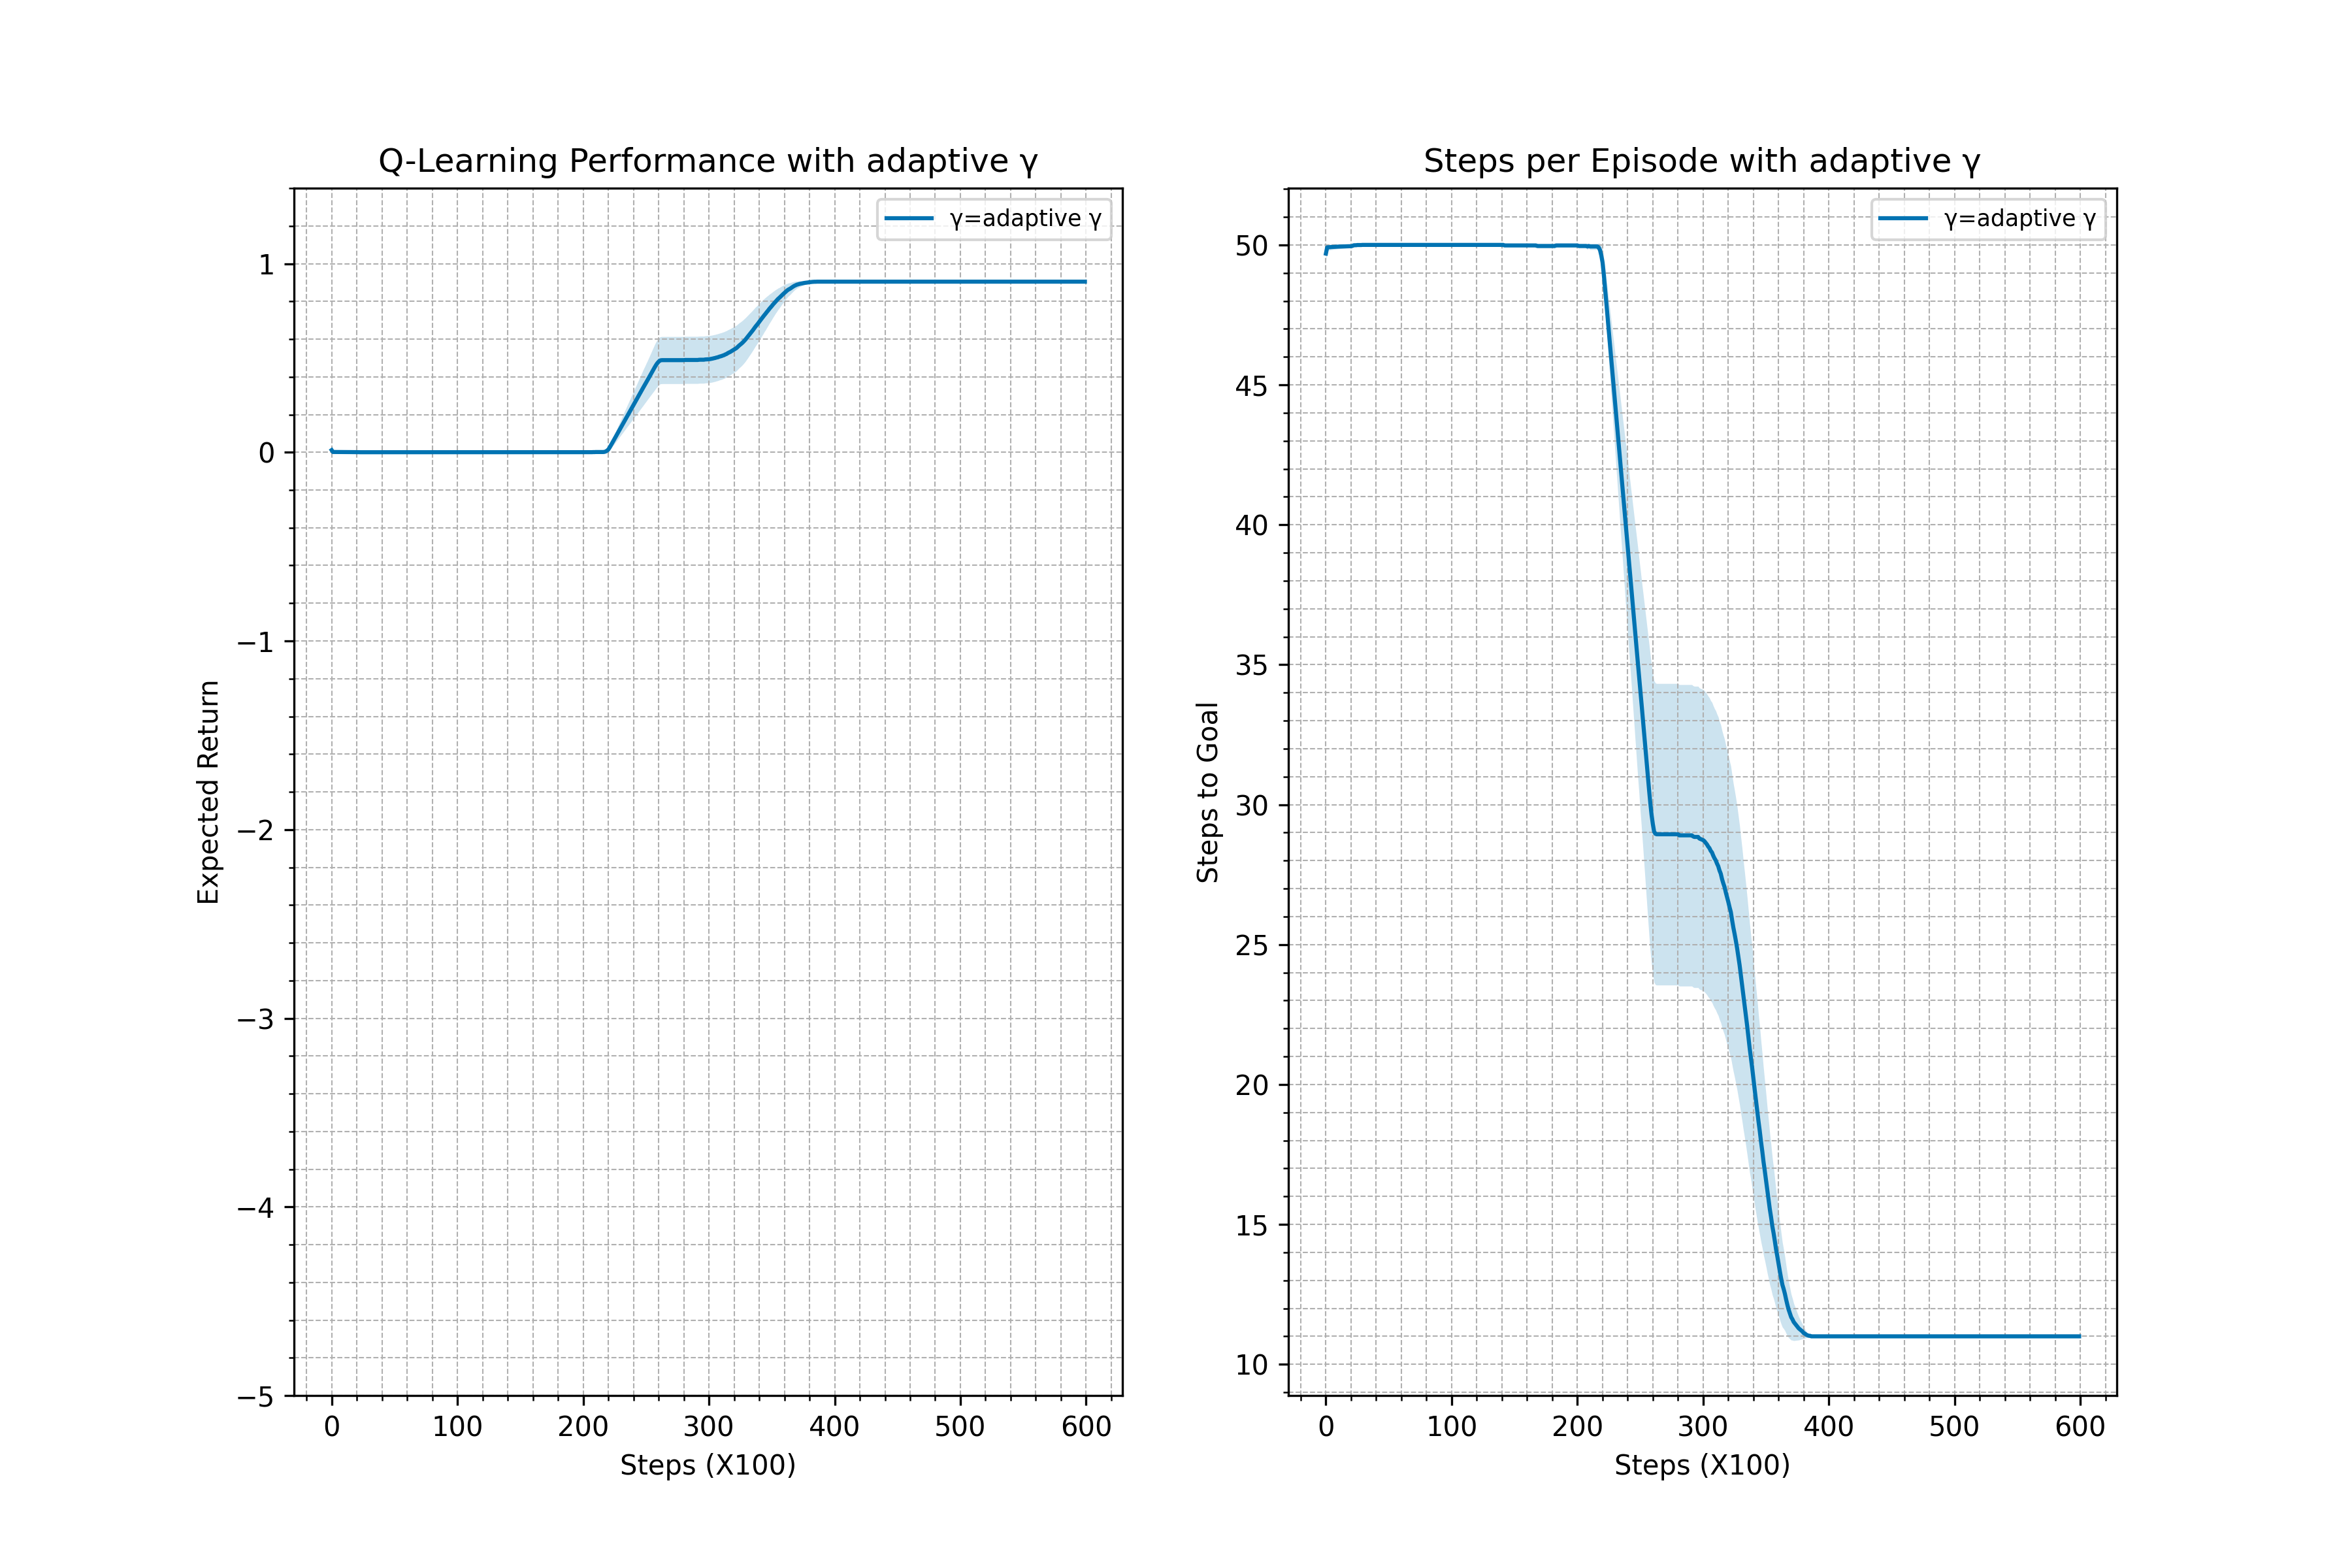 Q-Learning Performance with adaptive γ
γ=adaptive γ
1
0
−1
−2
−3
−4
−5
Expected Return
0 100 200 300 400 500 600
Steps (X100)
Steps per Episode with adaptive γ
γ=adaptive γ
50
45
40
35
30
25
20
15
10
Steps to Goal
0 100 200 300 400 500 600
Steps (X100)